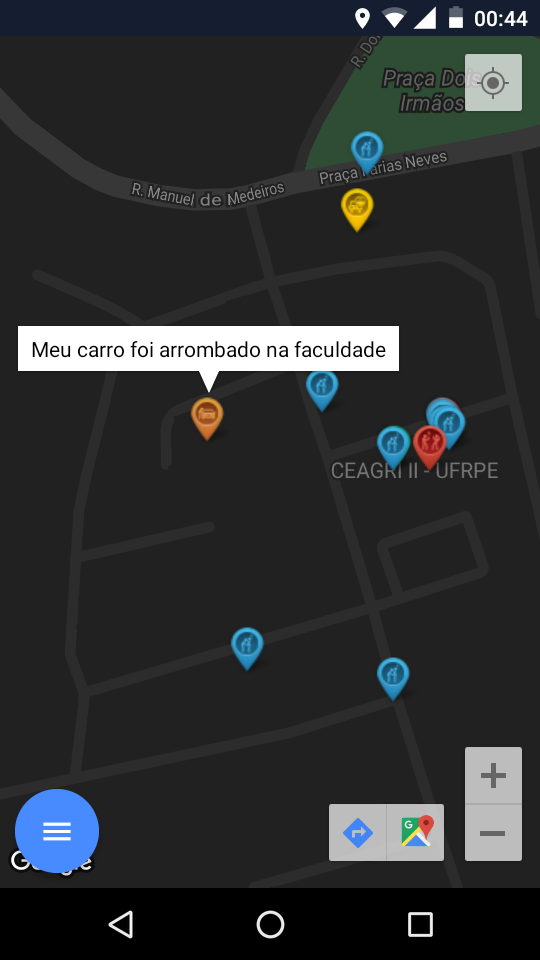 00:44
R. Do
Praça Dois
Irmãos
Praça Farias Neves
R. Manuel de Medeiros
Meu carro foi arrombado na faculdade
CEAGRI II - UFRPE
Google